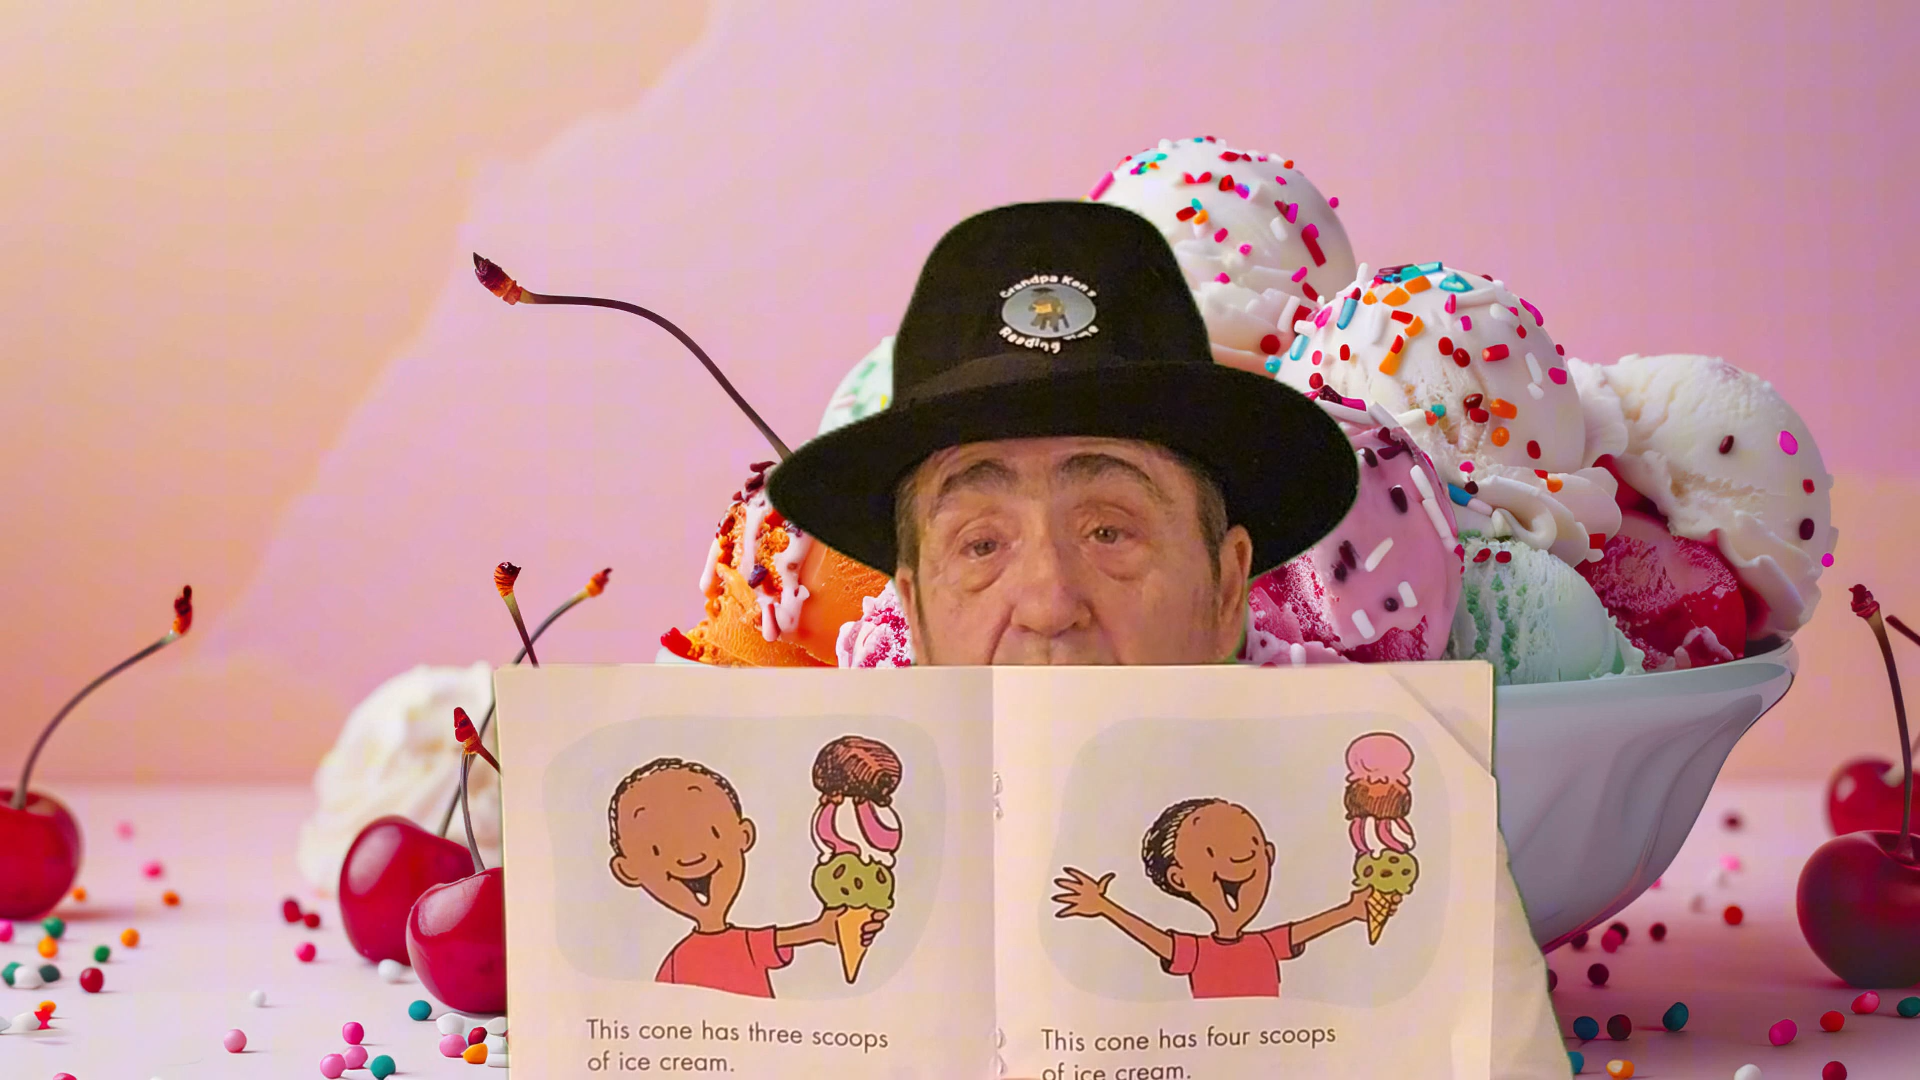 Grandpa Ken's
Reading Time
This cone has three scoops
of ice cream.
This cone has four scoops
of ice cream.